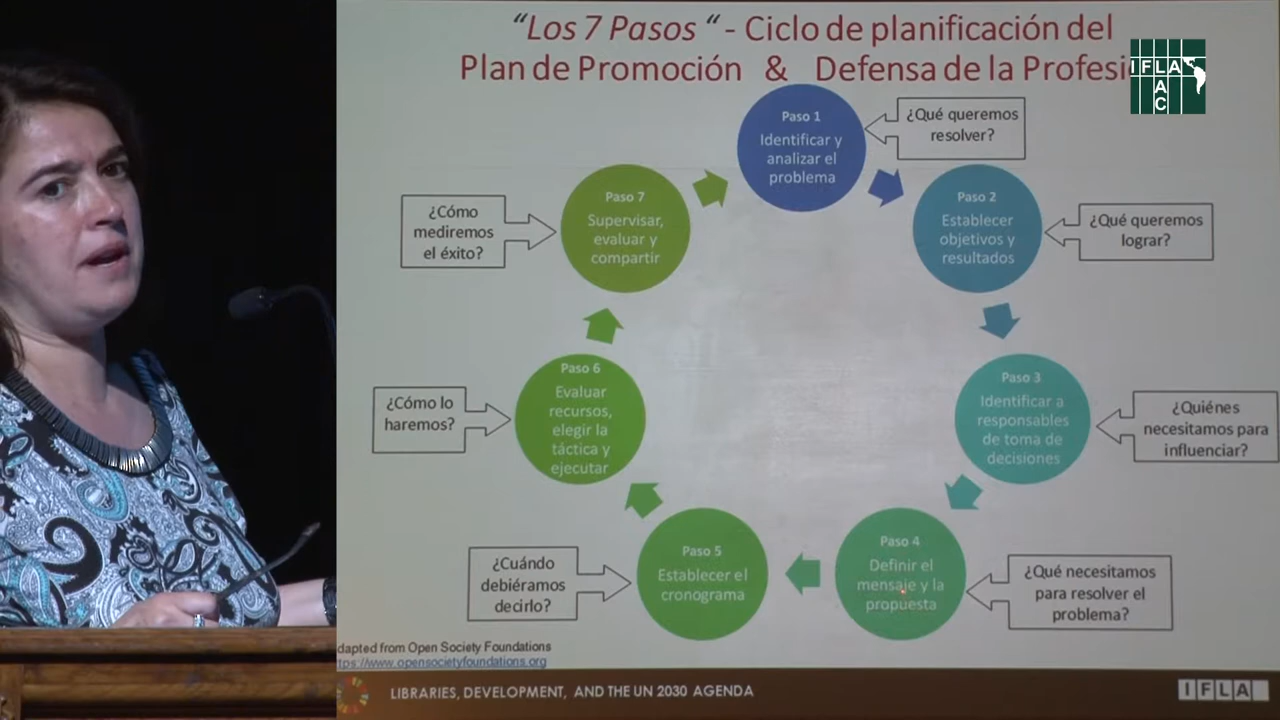 “Los 7 Pasos “ - Ciclo de planificación del
Plan de Promoción & Defensa de la Profesi
IFLA
LAC
Paso 1
Identificar y
analizar el
problema
¿Qué queremos
resolver?
Paso 2
Establecer
objetivos y
resultados
¿Qué queremos
lograr?
Paso 3
Identificar a
responsables
de toma de
decisiones
¿Quiénes
necesitamos para
influenciar?
Paso 4
Definir el
mensaje y la
propuesta
¿Qué necesitamos
para resolver el
problema?
Paso 5
Establecer el
cronograma
¿Cuándo
debiéramos
decirlo?
Paso 6
Evaluar
recursos,
elegir la
táctica y
ejecutar
¿Cómo lo
haremos?
Paso 7
Supervisar,
evaluar y
compartir
¿Cómo
mediremos
el éxito?
dapted from Open Society Foundations
ttps://www.opensocietyfoundations.org
LIBRARIES, DEVELOPMENT, AND THE UN 2030 AGENDA
IFLA